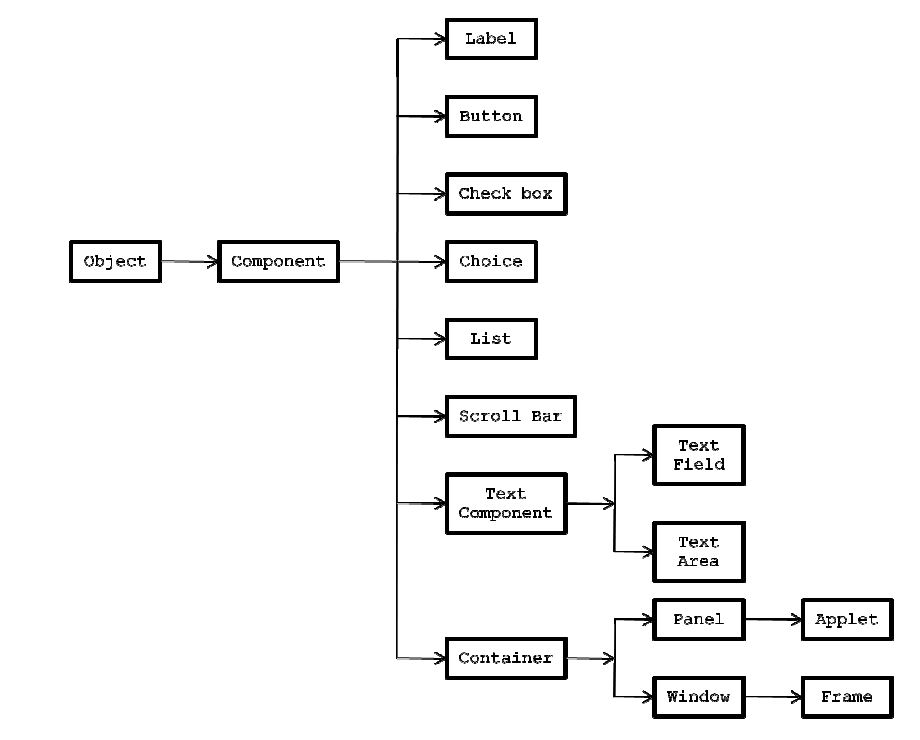 Label
Button
Check box
Object
Component
Choice
List
Scroll Bar
Text
Field
Text
Component
Text
Area
Panel
Applet
Container
Window
Frame